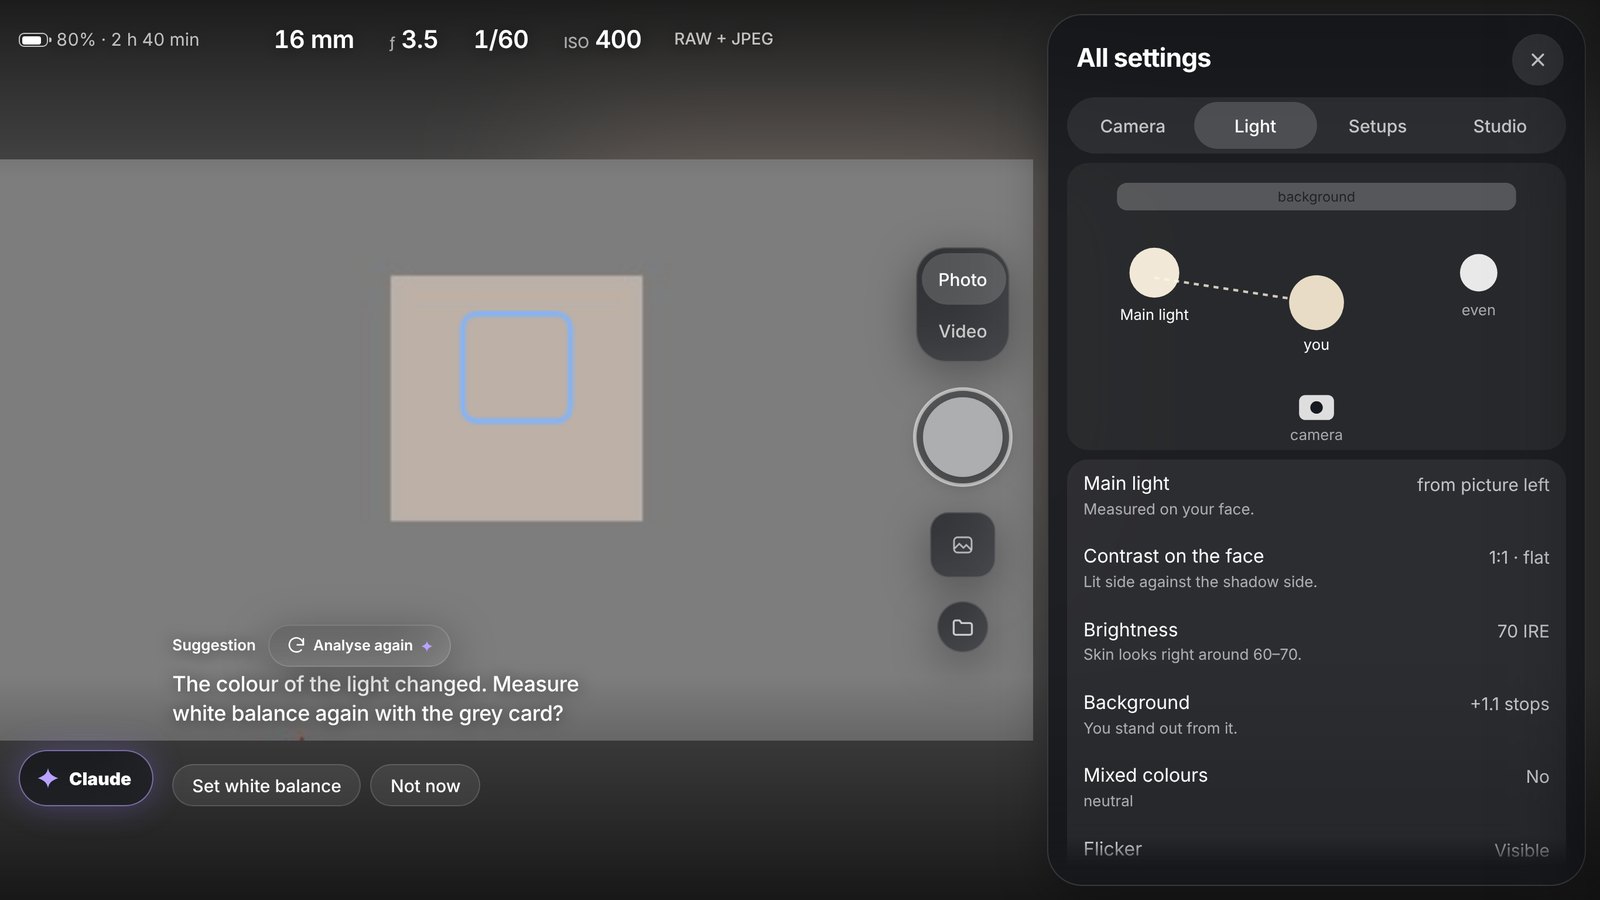 80% · 2 h 40 min
16 mm
ƒ 3.5
1/60
ISO 400
RAW + JPEG
Photo
Video
Suggestion
Analyse again
The colour of the light changed. Measure
white balance again with the grey card?
Claude
Set white balance
Not now
All settings
Camera
Light
Setups
Studio
background
Main light
you
even
camera
Main light
from picture left
Measured on your face.
Contrast on the face
1:1 · flat
Lit side against the shadow side.
Brightness
70 IRE
Skin looks right around 60–70.
Background
+1.1 stops
You stand out from it.
Mixed colours
No
neutral
Flicker
Visible